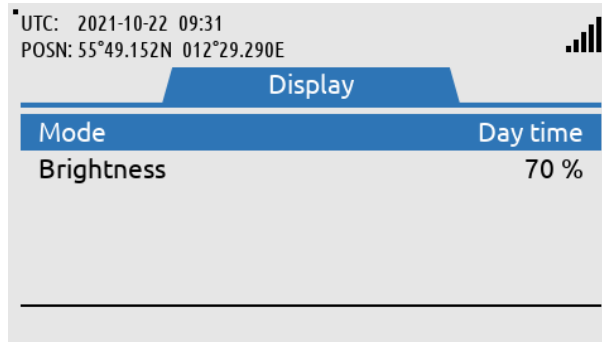 UTC: 2021-10-22 09:31
POSN: 55°49.152N 012°29.290E
Display
Mode Day time
Brightness 70 %